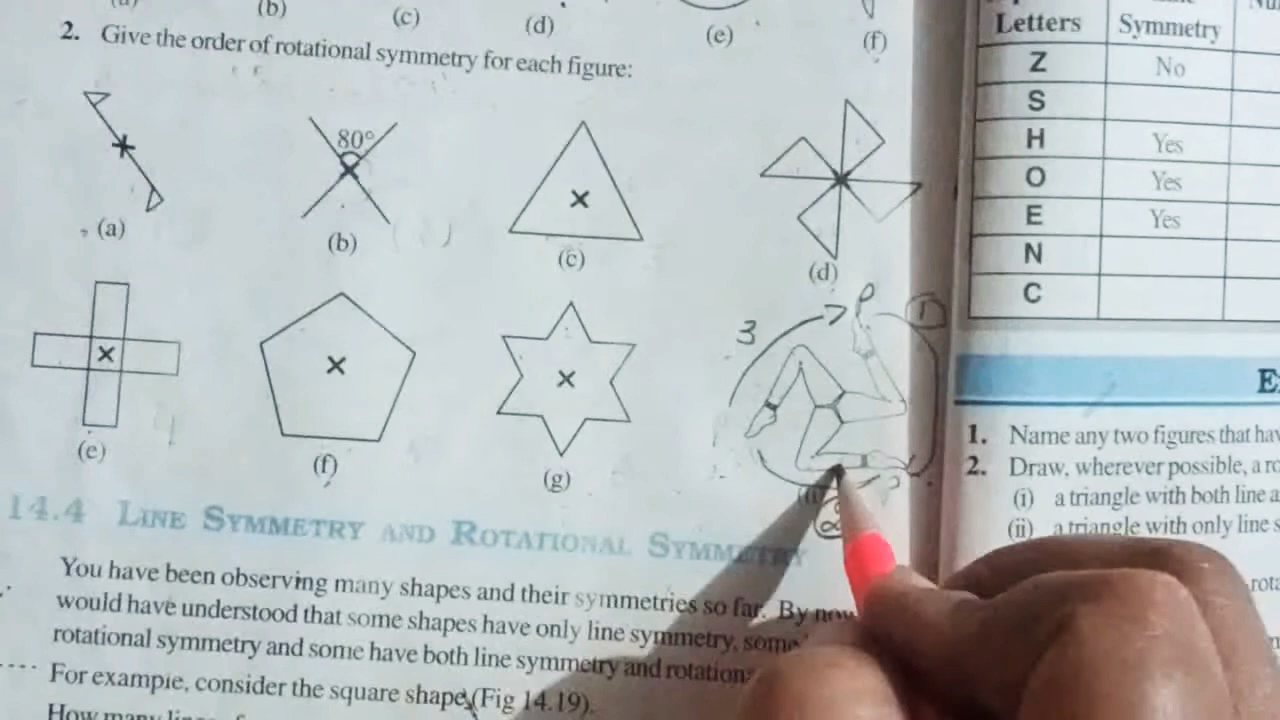 (b)
(c)
(d)
(e)
(f)
2. Give the order of rotational symmetry for each figure:
80°
(a)
(b)
(c)
(d)
3
P
1
(e)
(f)
(g)
2
14.4 LINE SYMMETRY AND ROTATIONAL SYMMETRY
You have been observing many shapes and their symmetries so far. By now
would have understood that some shapes have only line symmetry, some
rotational symmetry and some have both line symmetry and
For example, consider the square shape (Fig 14.19).
How many
Letters Symmetry
Z No
S
H Yes
O Yes
E Yes
N
C
1. Name any two figures that
2. Draw, wherever possible, a
(i) a triangle with both line
(ii) a triangle with only line